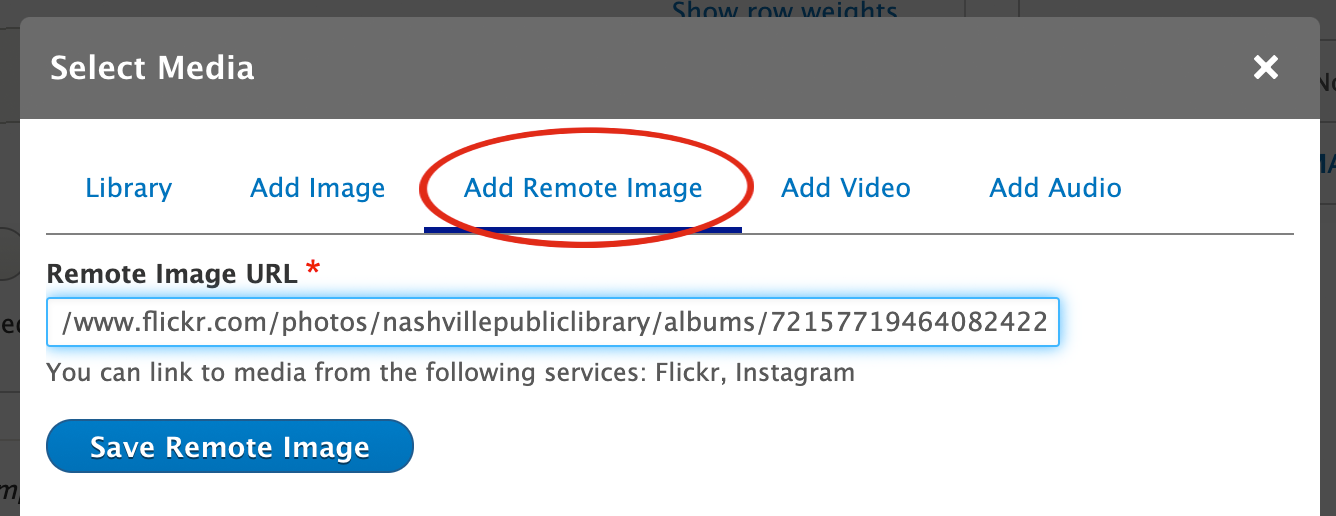 Show row weights
Select Media
Library Add Image Add Remote Image Add Video Add Audio
Remote Image URL *
/www.flickr.com/photos/nashvillepubliclibrary/albums/72157719464082422
You can link to media from the following services: Flickr, Instagram
Save Remote Image